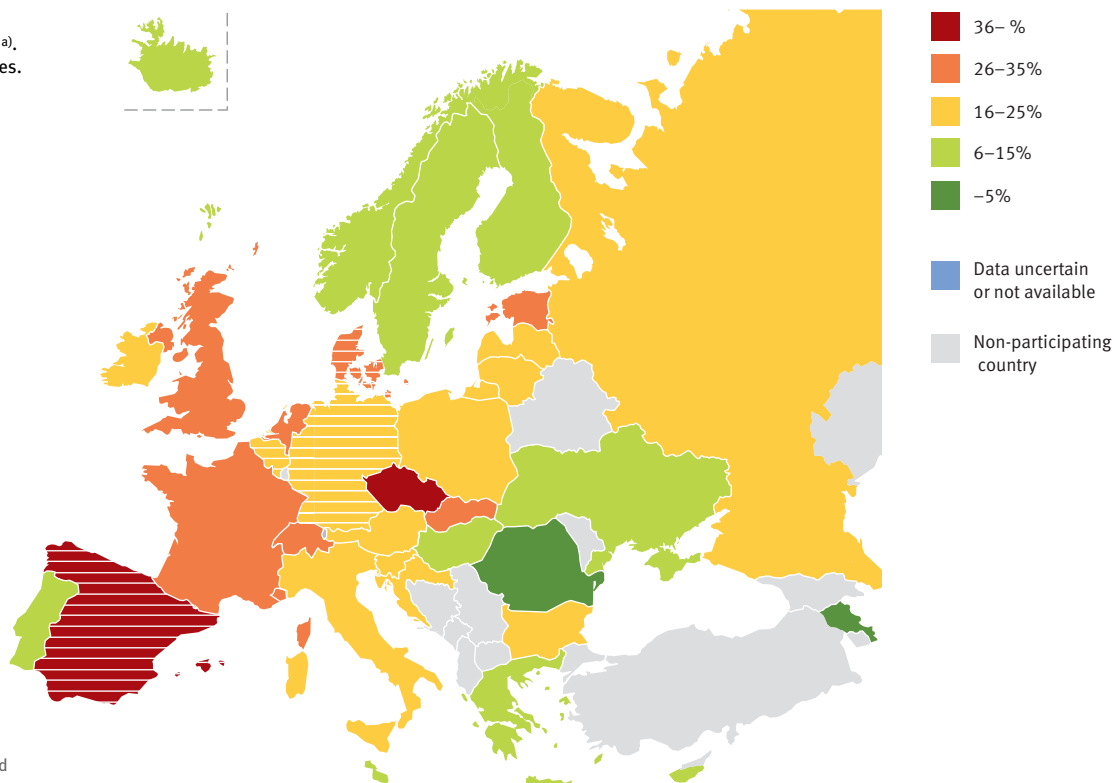 a).
es.
36– %
26–35%
16–25%
6–15%
–5%
Data uncertain
or not available
Non-participating
country
d